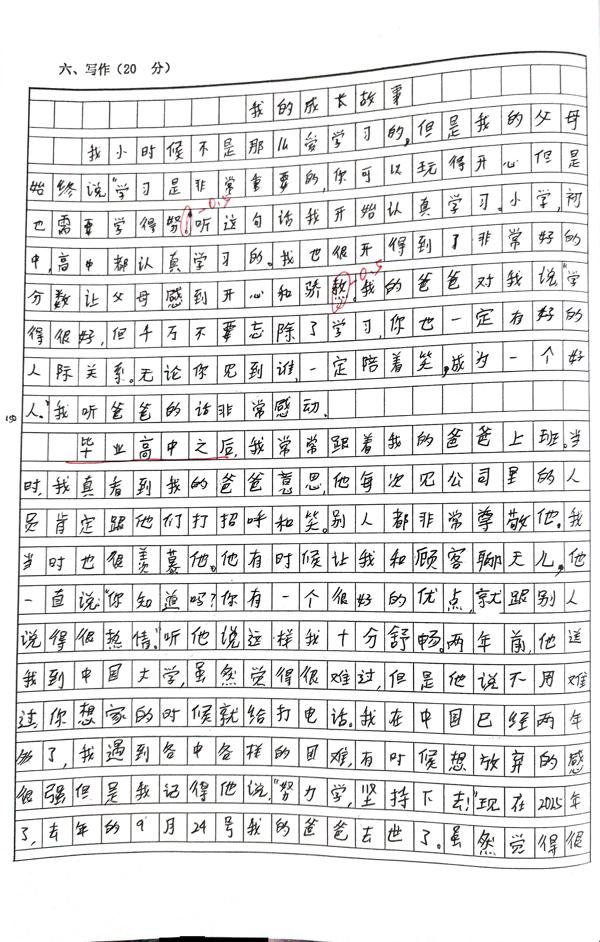 六、写作(20 分)
我的成长故事
我小时候不是那么爱学习的,但是我的父母
始终说"学习是非常重要的,你可以玩得开心但是
也需要学得努。"听这句话我开始认真学习。小学,初
-0.5
中,高中都认真学习的。我也很开得到了非常好的
分数让父母感到开心和骄熬。我的爸爸对我说"学
-0.5
得很好,但千万不要忘除了学习,你也一定有好的
人际关系。无论你见到谁,一定陪着笑,成为一个好
人。"我听爸爸的话非常感动。
毕业高中之后,我常常跟着我的爸爸上班。当
时,我真看到我的爸爸意思,他每次见公司里的人
员肯定跟他们打招呼和笑。别人都非常尊敬他。我
当时也很羡慕他。他有时候让我和顾客聊天儿,他
一直说:"你知道吗?你有一个很好的优点,就跟别人
说得很热情。"听他说这样我十分舒畅。两年前,他送
我到中国大学,虽然觉得很难过,但是他说不用难
过,你想家的时候就给打电话。我在中国已经两年
多了,我遇到各中各样的困难,有时候想放弃的感
很强但是我记得他说,"努力学,坚持下去!"现在2025年
了,去年的9月24号我的爸爸去世了。虽然觉得很